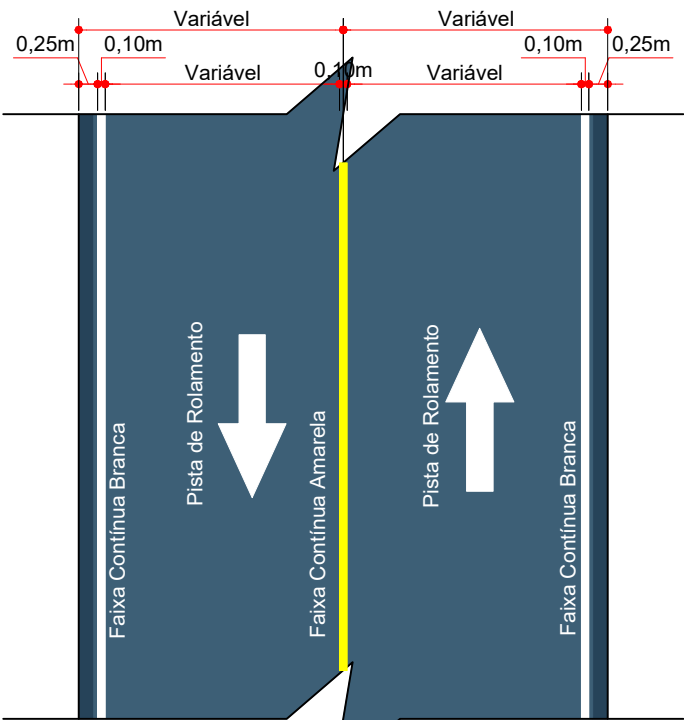 Variável
Variável
0,25m
0,10m
Variável
0,10m
Variável
0,10m
0,25m
Faixa Contínua Branca
Pista de Rolamento
Faixa Contínua Amarela
Pista de Rolamento
Faixa Contínua Branca